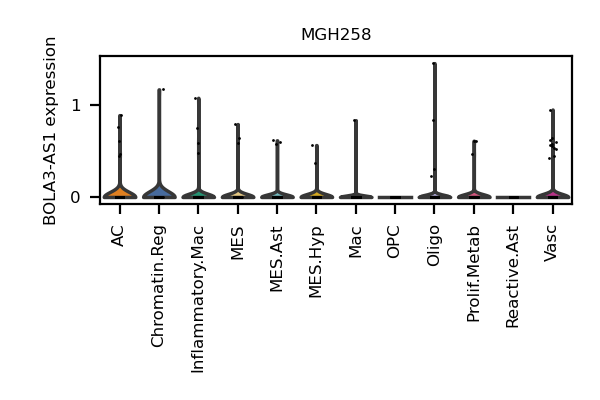 MGH258
BOLA3-AS1 expression
1
0
AC
Chromatin.Reg
Inflammatory.Mac
MES
MES.Ast
MES.Hyp
Mac
OPC
Oligo
Prolif.Metab
Reactive.Ast
Vasc